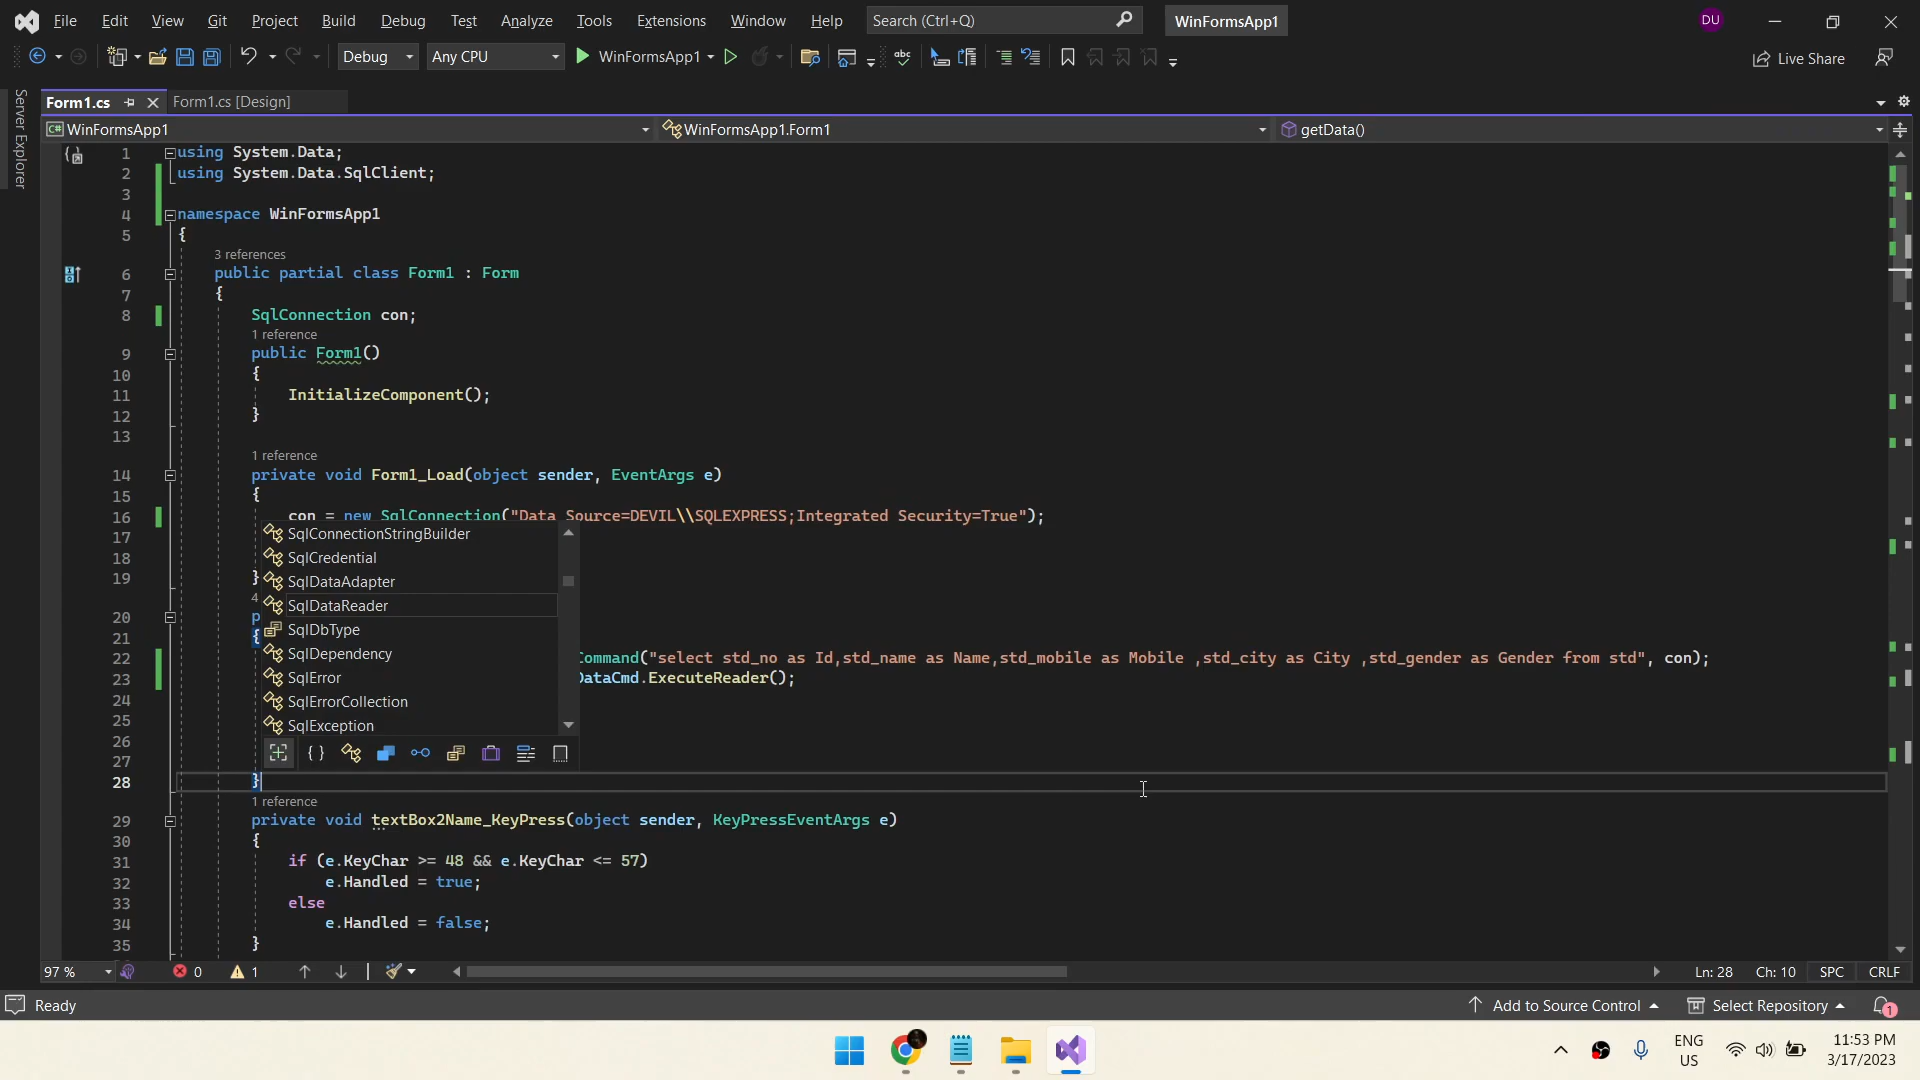 File Edit View Git Project Build Debug Test Analyze Tools Extensions Window Help Search (Ctrl+Q) WinFormsApp1 DU
Debug Any CPU WinFormsApp1 abc Live Share
Server Explorer
Form1.cs Form1.cs [Design]
C# WinFormsApp1 WinFormsApp1.Form1 getData()
1 using System.Data;
2 using System.Data.SqlClient;
3
4 namespace WinFormsApp1
5 {
3 references
6 public partial class Form1 : Form
7 {
8 SqlConnection con;
1 reference
9 public Form1()
10 {
11 InitializeComponent();
12 }
13
1 reference
14 private void Form1_Load(object sender, EventArgs e)
15 {
16 con = new SqlConnection("Data Source=DEVIL\\SQLEXPRESS;Integrated Security=True");
17 SqlConnectionStringBuilder
18 SqlCredential
19 } SqlDataAdapter
4 SqlDataReader
20 p
21 { SqlDbType
SqlDependency
22 Command("select std_no as Id,std_name as Name,std_mobile as Mobile ,std_city as City ,std_gender as Gender from std", con);
23 SqlError DataCmd.ExecuteReader();
24 SqlErrorCollection
25 SqlException
26
27
28 }
1 reference
29 private void textBox2Name_KeyPress(object sender, KeyPressEventArgs e)
30 {
31 if (e.KeyChar >= 48 && e.KeyChar <= 57)
32 e.Handled = true;
33 else
34 e.Handled = false;
35 }
97 % 0 1 Ln: 28 Ch: 10 SPC CRLF
Ready Add to Source Control Select Repository 1
ENG US 11:53 PM
3/17/2023